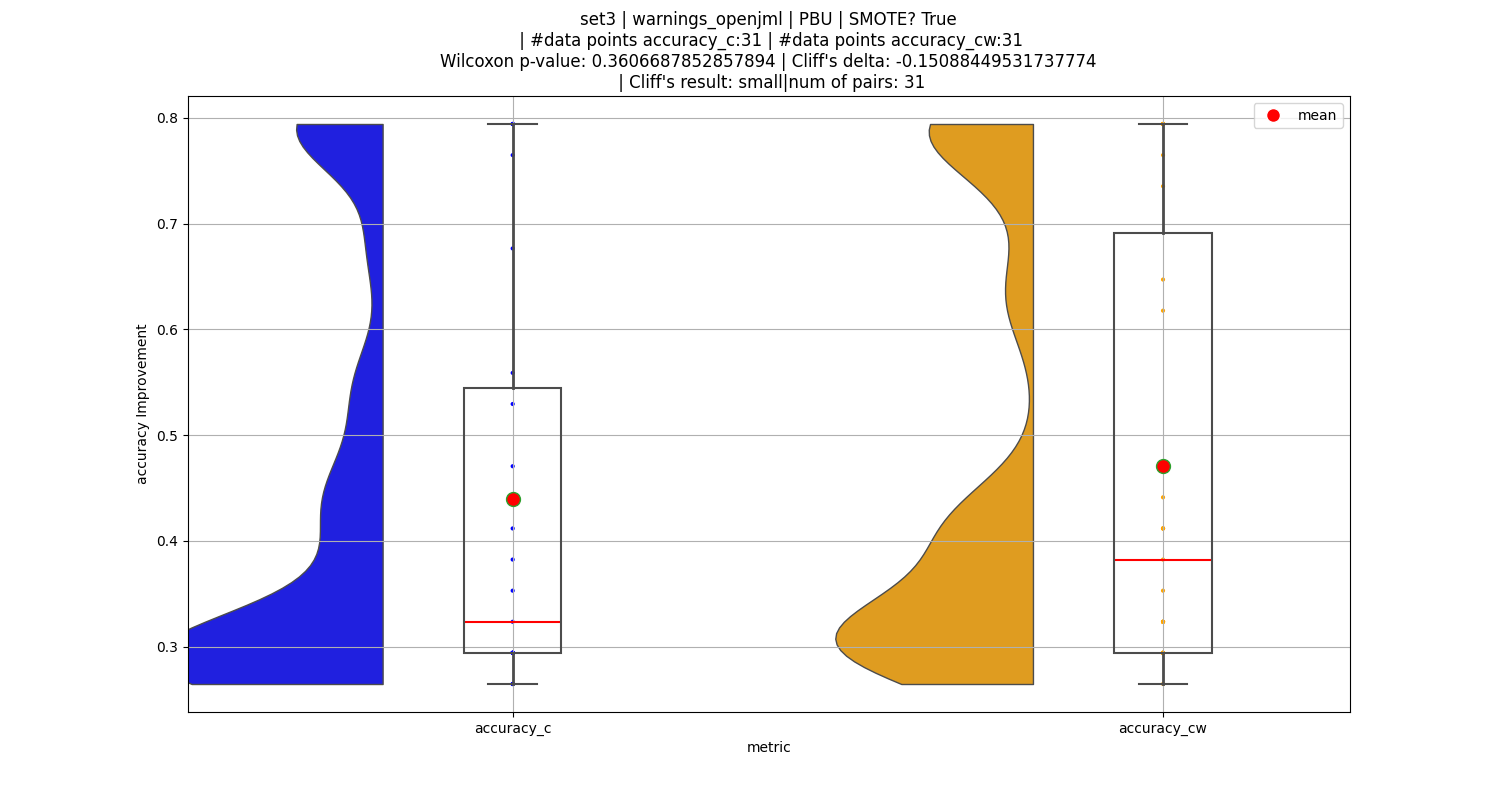 set3 | warnings_openjml | PBU | SMOTE? True
| #data points accuracy_c:31 | #data points accuracy_cw:31
Wilcoxon p-value: 0.3606687852857894 | Cliff's delta: -0.15088449531737774
| Cliff's result: small|num of pairs: 31
mean
0.8
0.7
0.6
0.5
0.4
0.3
accuracy Improvement
accuracy_c
accuracy_cw
metric